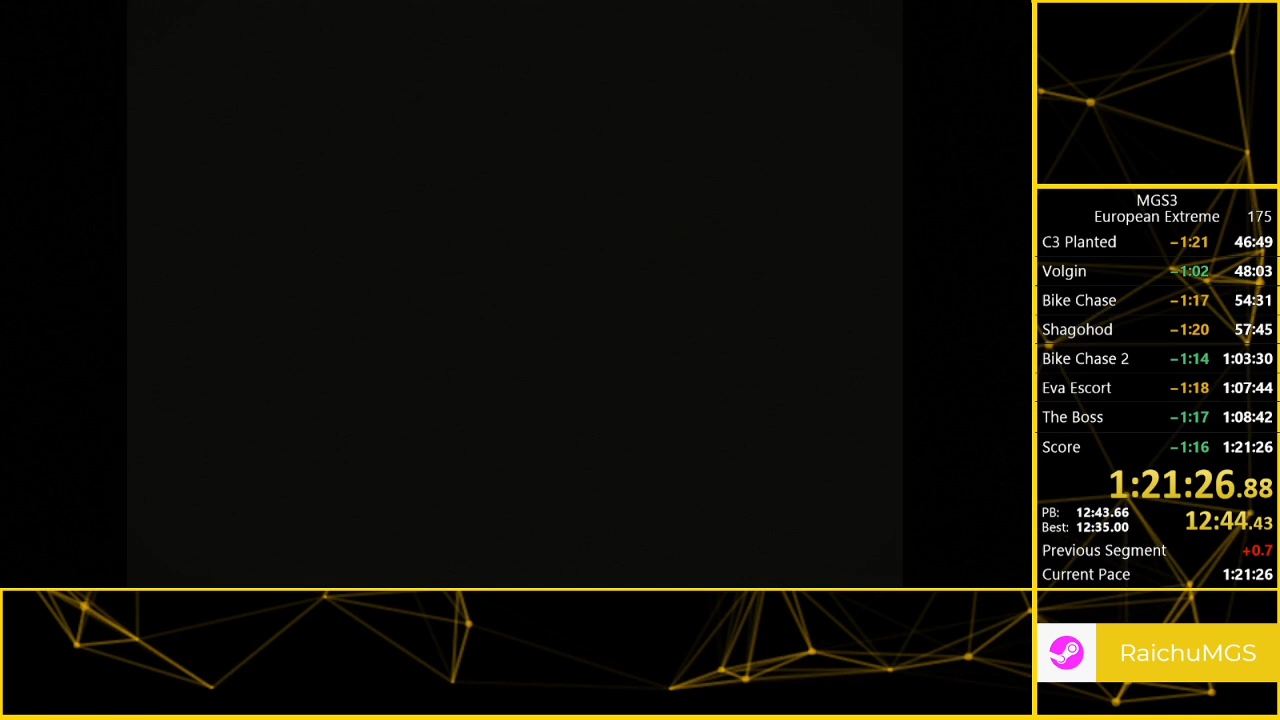 MGS3
European Extreme 175
C3 Planted −1:21 46:49
Volgin −1:02 48:03
Bike Chase −1:17 54:31
Shagohod −1:20 57:45
Bike Chase 2 −1:14 1:03:30
Eva Escort −1:18 1:07:44
The Boss −1:17 1:08:42
Score −1:16 1:21:26
1:21:26.88
PB: 12:43.66
Best: 12:35.00
12:44.43
Previous Segment +0.7
Current Pace 1:21:26
RaichuMGS